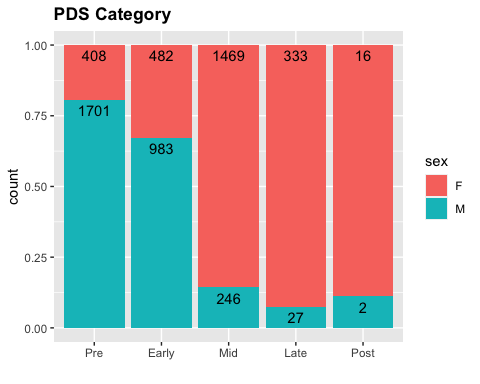 PDS Category
1.00
0.75
0.50
0.25
0.00
count
408 482 1469 333 16
1701
983
246
27
2
Pre Early Mid Late Post
sex
F
M